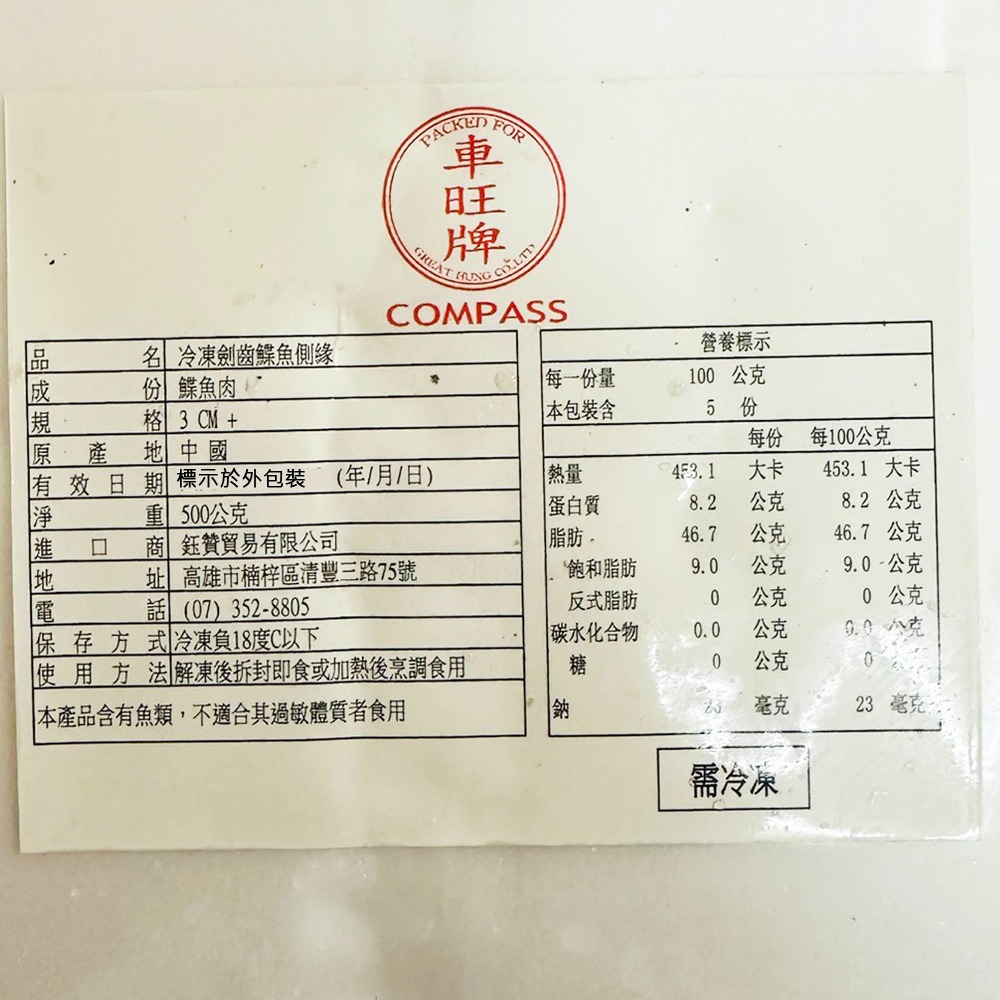 PACKED FOR
車
旺
牌
GREAT HUNG CO.,LTD
COMPASS
品名 冷凍劍齒鰈魚側緣
成份 鰈魚肉
規格 3 CM +
原產地 中國
有效日期 標示於外包裝 (年/月/日)
淨重 500公克
進口商 鈺贊貿易有限公司
地址 高雄市楠梓區清豐三路75號
電話 (07) 352-8805
保存方式 冷凍負18度C以下
使用方法 解凍後拆封即食或加熱後烹調食用
本產品含有魚類，不適合其過敏體質者食用
營養標示
每一份量 100 公克
本包裝含 5 份
每份 每100公克
熱量 453.1 大卡 453.1 大卡
蛋白質 8.2 公克 8.2 公克
脂肪 46.7 公克 46.7 公克
飽和脂肪 9.0 公克 9.0 公克
反式脂肪 0 公克 0 公克
碳水化合物 0.0 公克 0.0 公克
糖 0 公克 0 公克
鈉 23 毫克 23 毫克
需冷凍